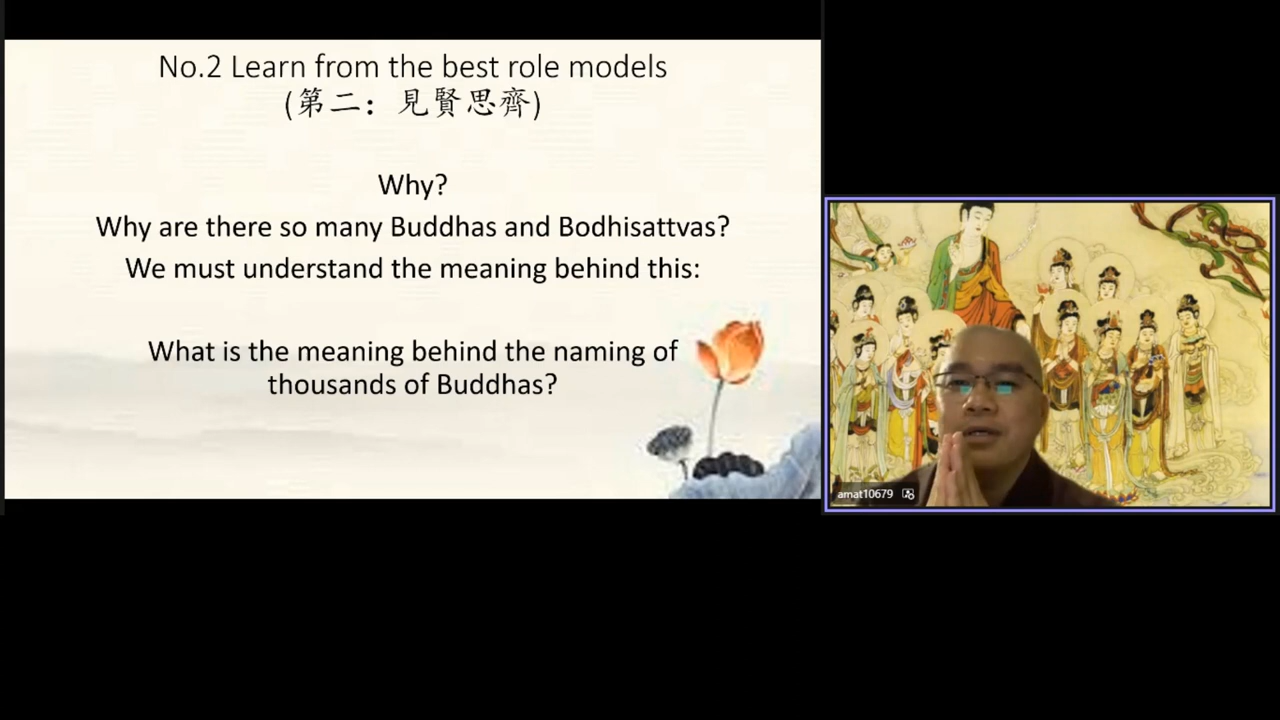 No.2 Learn from the best role models
(第二：見賢思齊)
Why?
Why are there so many Buddhas and Bodhisattvas?
We must understand the meaning behind this:
What is the meaning behind the naming of
thousands of Buddhas?
amat10679